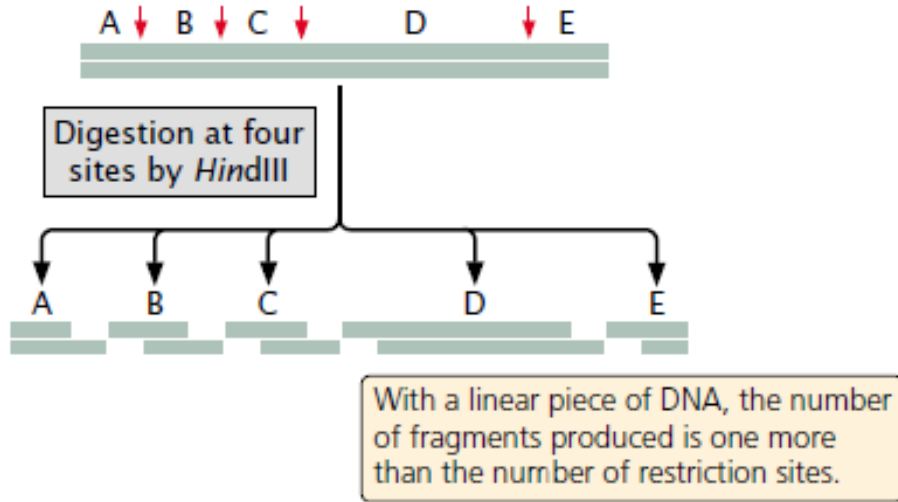 A B C D E
Digestion at four
sites by HindIII
A B C D E
With a linear piece of DNA, the number
of fragments produced is one more
than the number of restriction sites.